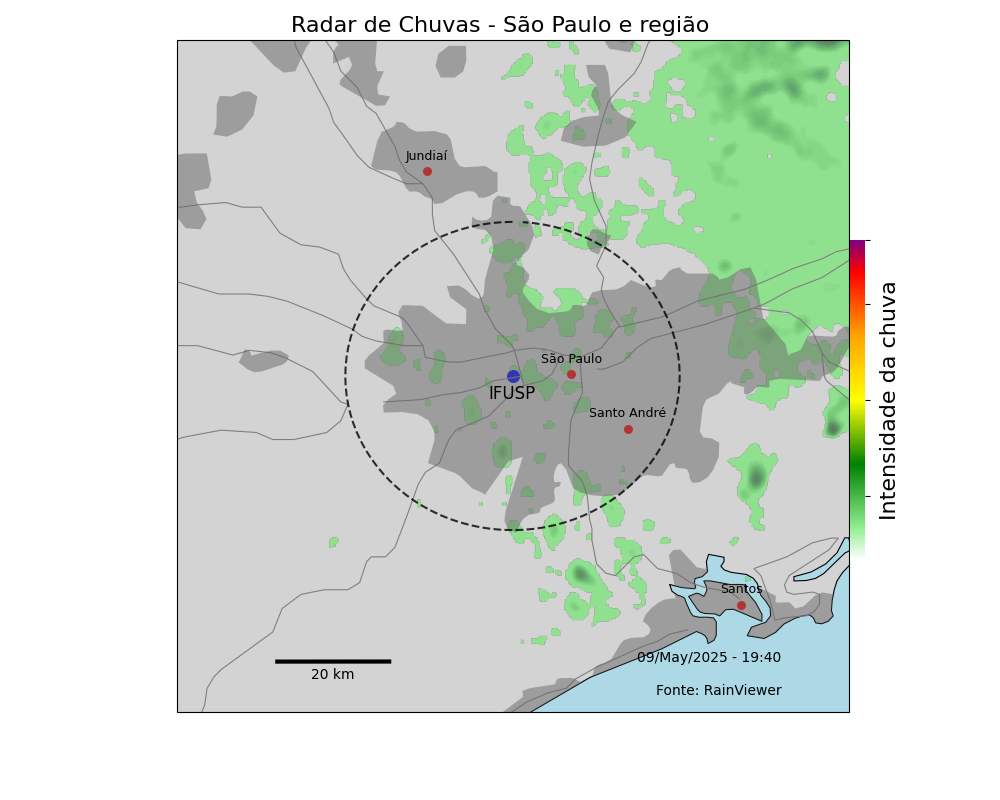 Radar de Chuvas - São Paulo e região
Jundiaí
São Paulo
IFUSP
Santo André
Intensidade da chuva
Santos
09/May/2025 - 19:40
20 km
Fonte: RainViewer